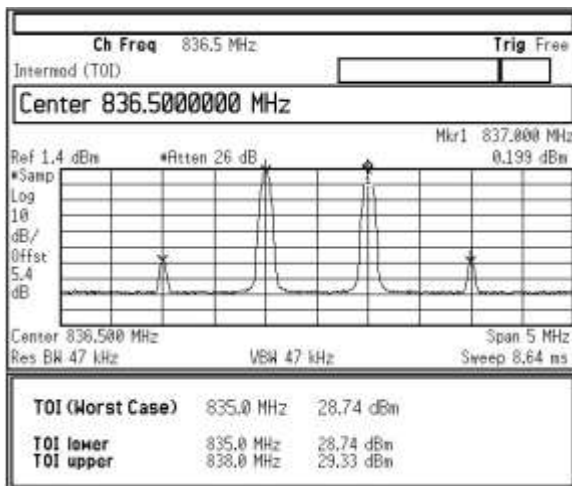 Ch Freq 836.5 MHz Trig Free
Intermod (TOI)
Center 836.5000000 MHz
Mkr1 837.000 MHz
Ref 1.4 dBm *Atten 26 dB 0.199 dBm
*Samp
Log
10
dB/
Offst
5.4
dB
1
Center 836.500 MHz Span 5 MHz
Res BW 47 kHz VBW 47 kHz Sweep 8.64 ms
TOI (Worst Case) 835.0 MHz 28.74 dBm
TOI lower 835.0 MHz 28.74 dBm
TOI upper 838.0 MHz 29.33 dBm